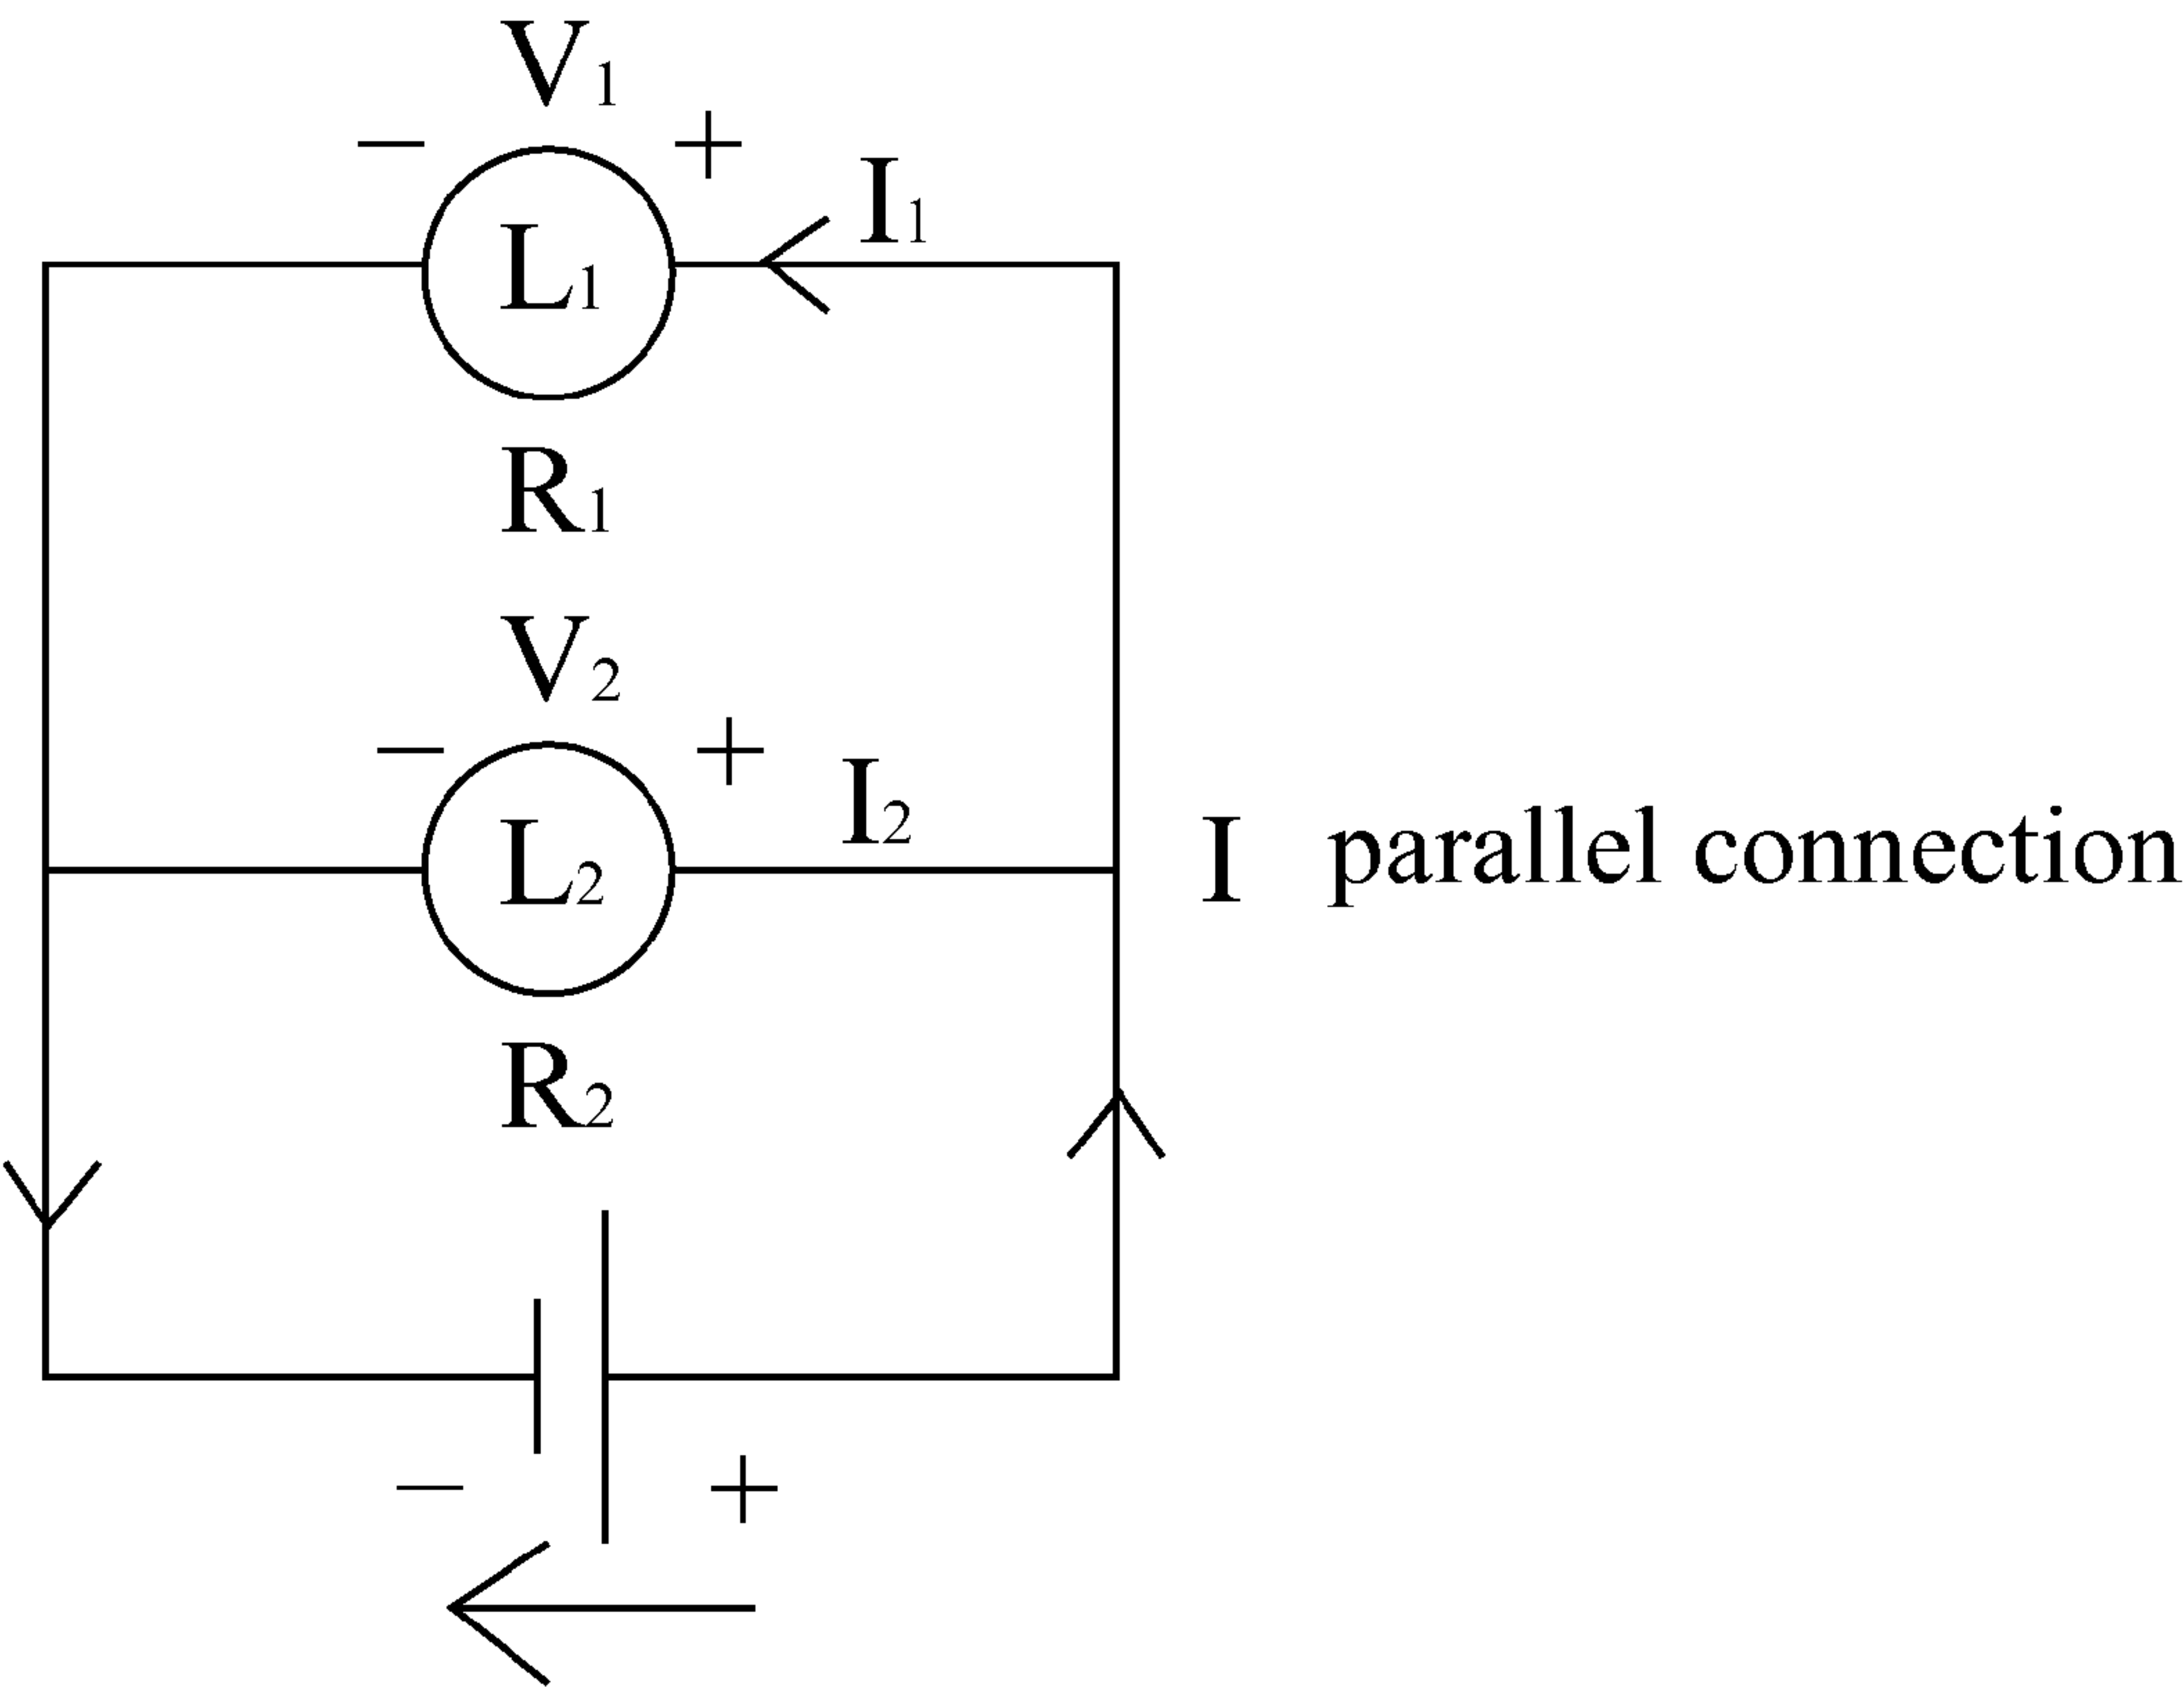 V₁
− +
I₁
L₁
R₁
V₂
− +
I₂
L₂
I parallel connection
R₂
− +